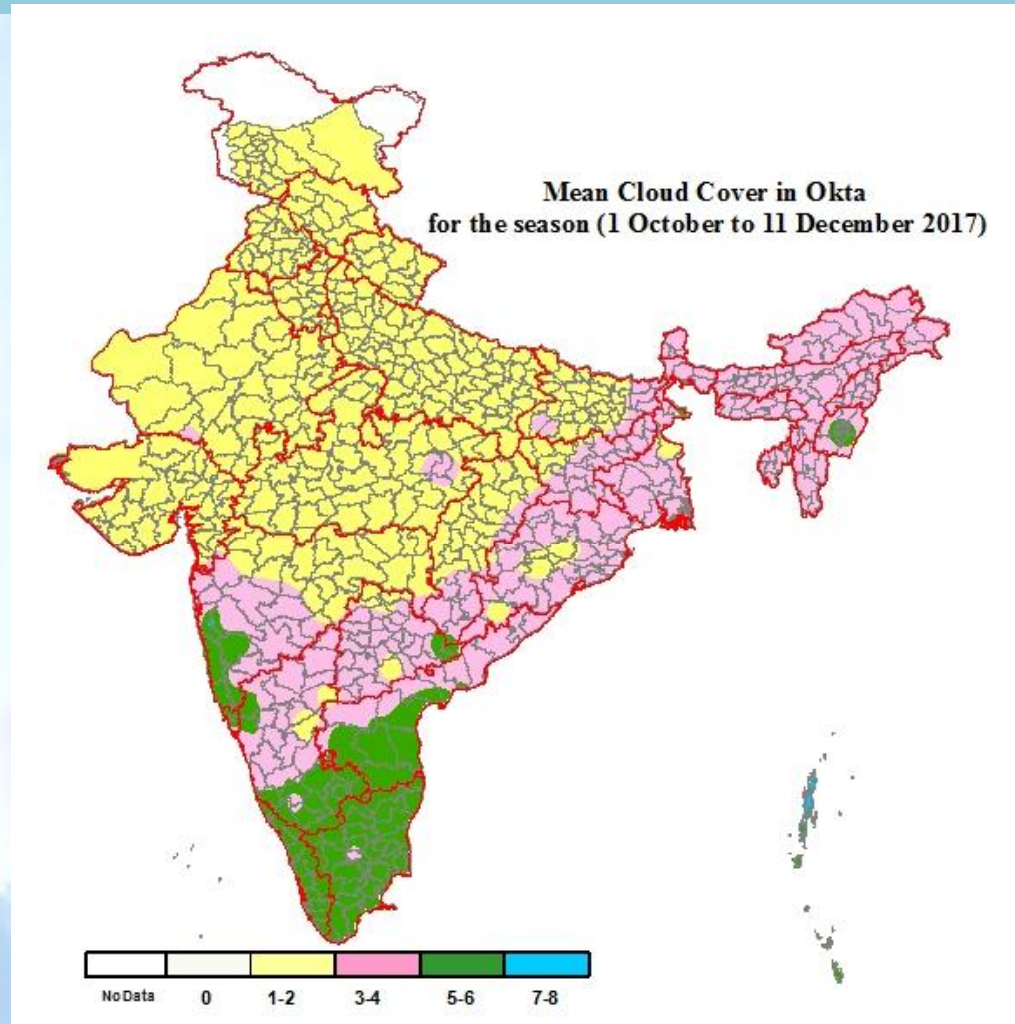 Mean Cloud Cover in Okta
for the season (1 October to 11 December 2017)
No Data 0 1-2 3-4 5-6 7-8